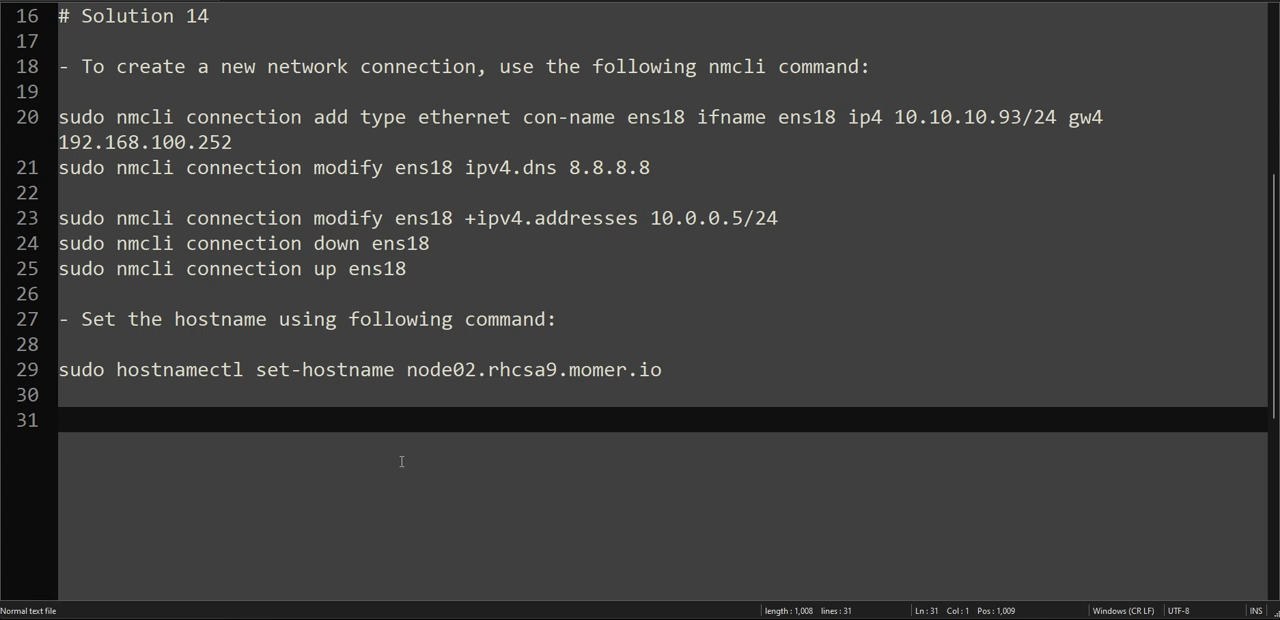 16 # Solution 14
17
18 - To create a new network connection, use the following nmcli command:
19
20 sudo nmcli connection add type ethernet con-name ens18 ifname ens18 ip4 10.10.10.93/24 gw4
192.168.100.252
21 sudo nmcli connection modify ens18 ipv4.dns 8.8.8.8
22
23 sudo nmcli connection modify ens18 +ipv4.addresses 10.0.0.5/24
24 sudo nmcli connection down ens18
25 sudo nmcli connection up ens18
26
27 - Set the hostname using following command:
28
29 sudo hostnamectl set-hostname node02.rhcsa9.momer.io
30
31
Normal text file length : 1,008 lines : 31 Ln : 31 Col : 1 Pos : 1,009 Windows (CR LF) UTF-8 INS